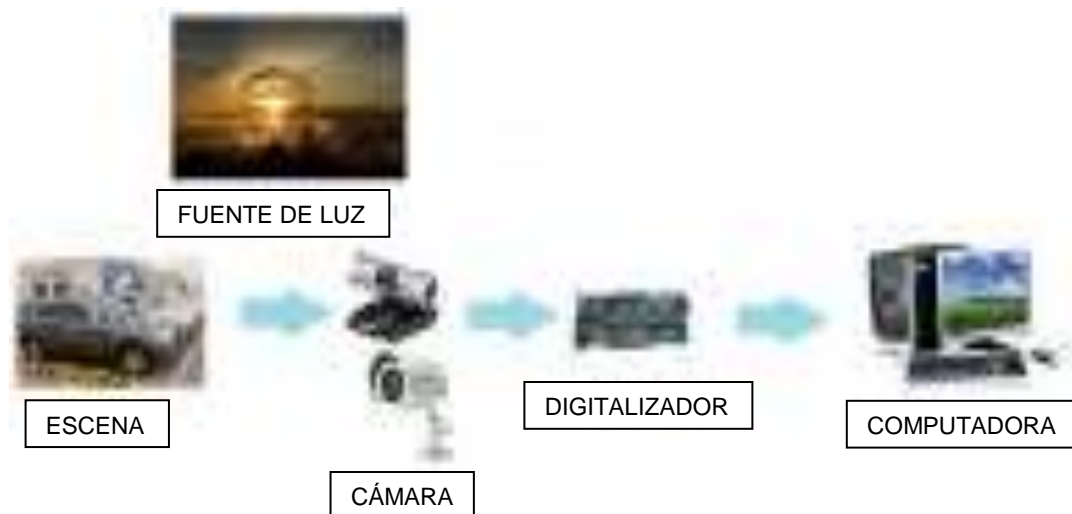 FUENTE DE LUZ
ESCENA
CÁMARA
DIGITALIZADOR
COMPUTADORA